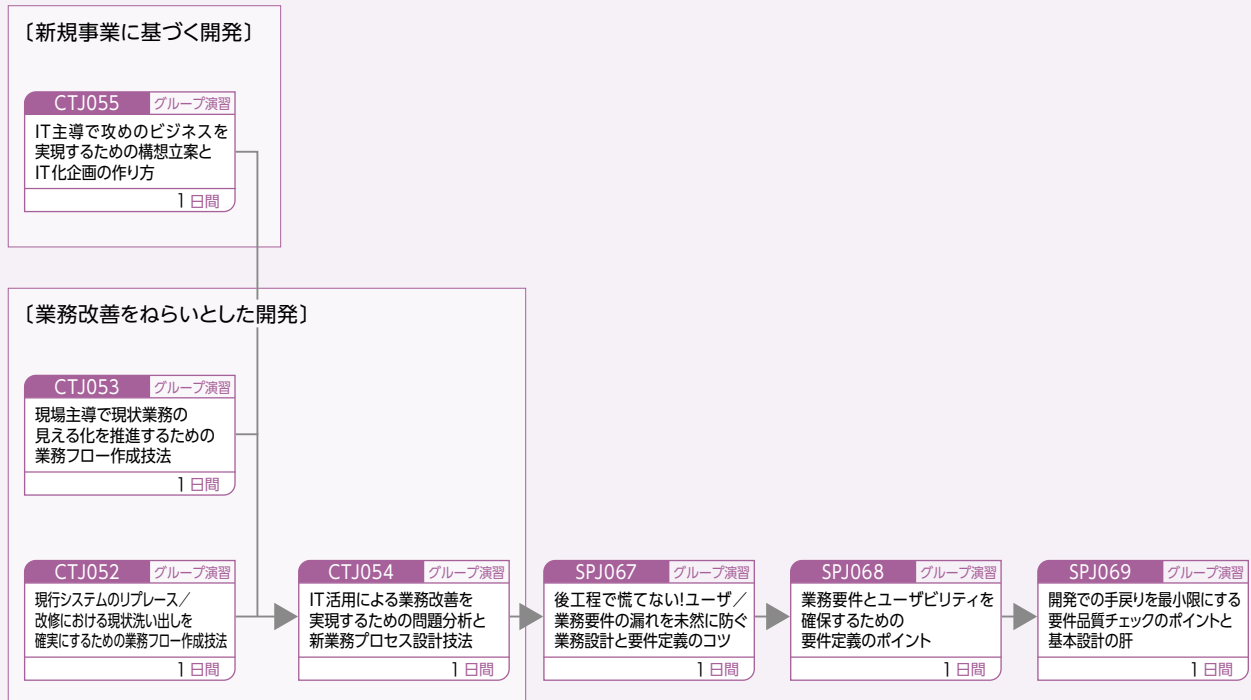 〔新規事業に基づく開発〕
CTJ055 グループ演習
IT主導で攻めのビジネスを
実現するための構想立案と
IT化企画の作り方
1日間
〔業務改善をねらいとした開発〕
CTJ053 グループ演習
現場主導で現状業務の
見える化を推進するための
業務フロー作成技法
1日間
CTJ052 グループ演習
現行システムのリプレース／
改修における現状洗い出しを
確実にするための業務フロー作成技法
1日間
CTJ054 グループ演習
IT活用による業務改善を
実現するための問題分析と
新業務プロセス設計技法
1日間
SPJ067 グループ演習
後工程で慌てない!ユーザ／
業務要件の漏れを未然に防ぐ
業務設計と要件定義のコツ
1日間
SPJ068 グループ演習
業務要件とユーザビリティを
確保するための
要件定義のポイント
1日間
SPJ069 グループ演習
開発での手戻りを最小限にする
要件品質チェックのポイントと
基本設計の肝
1日間